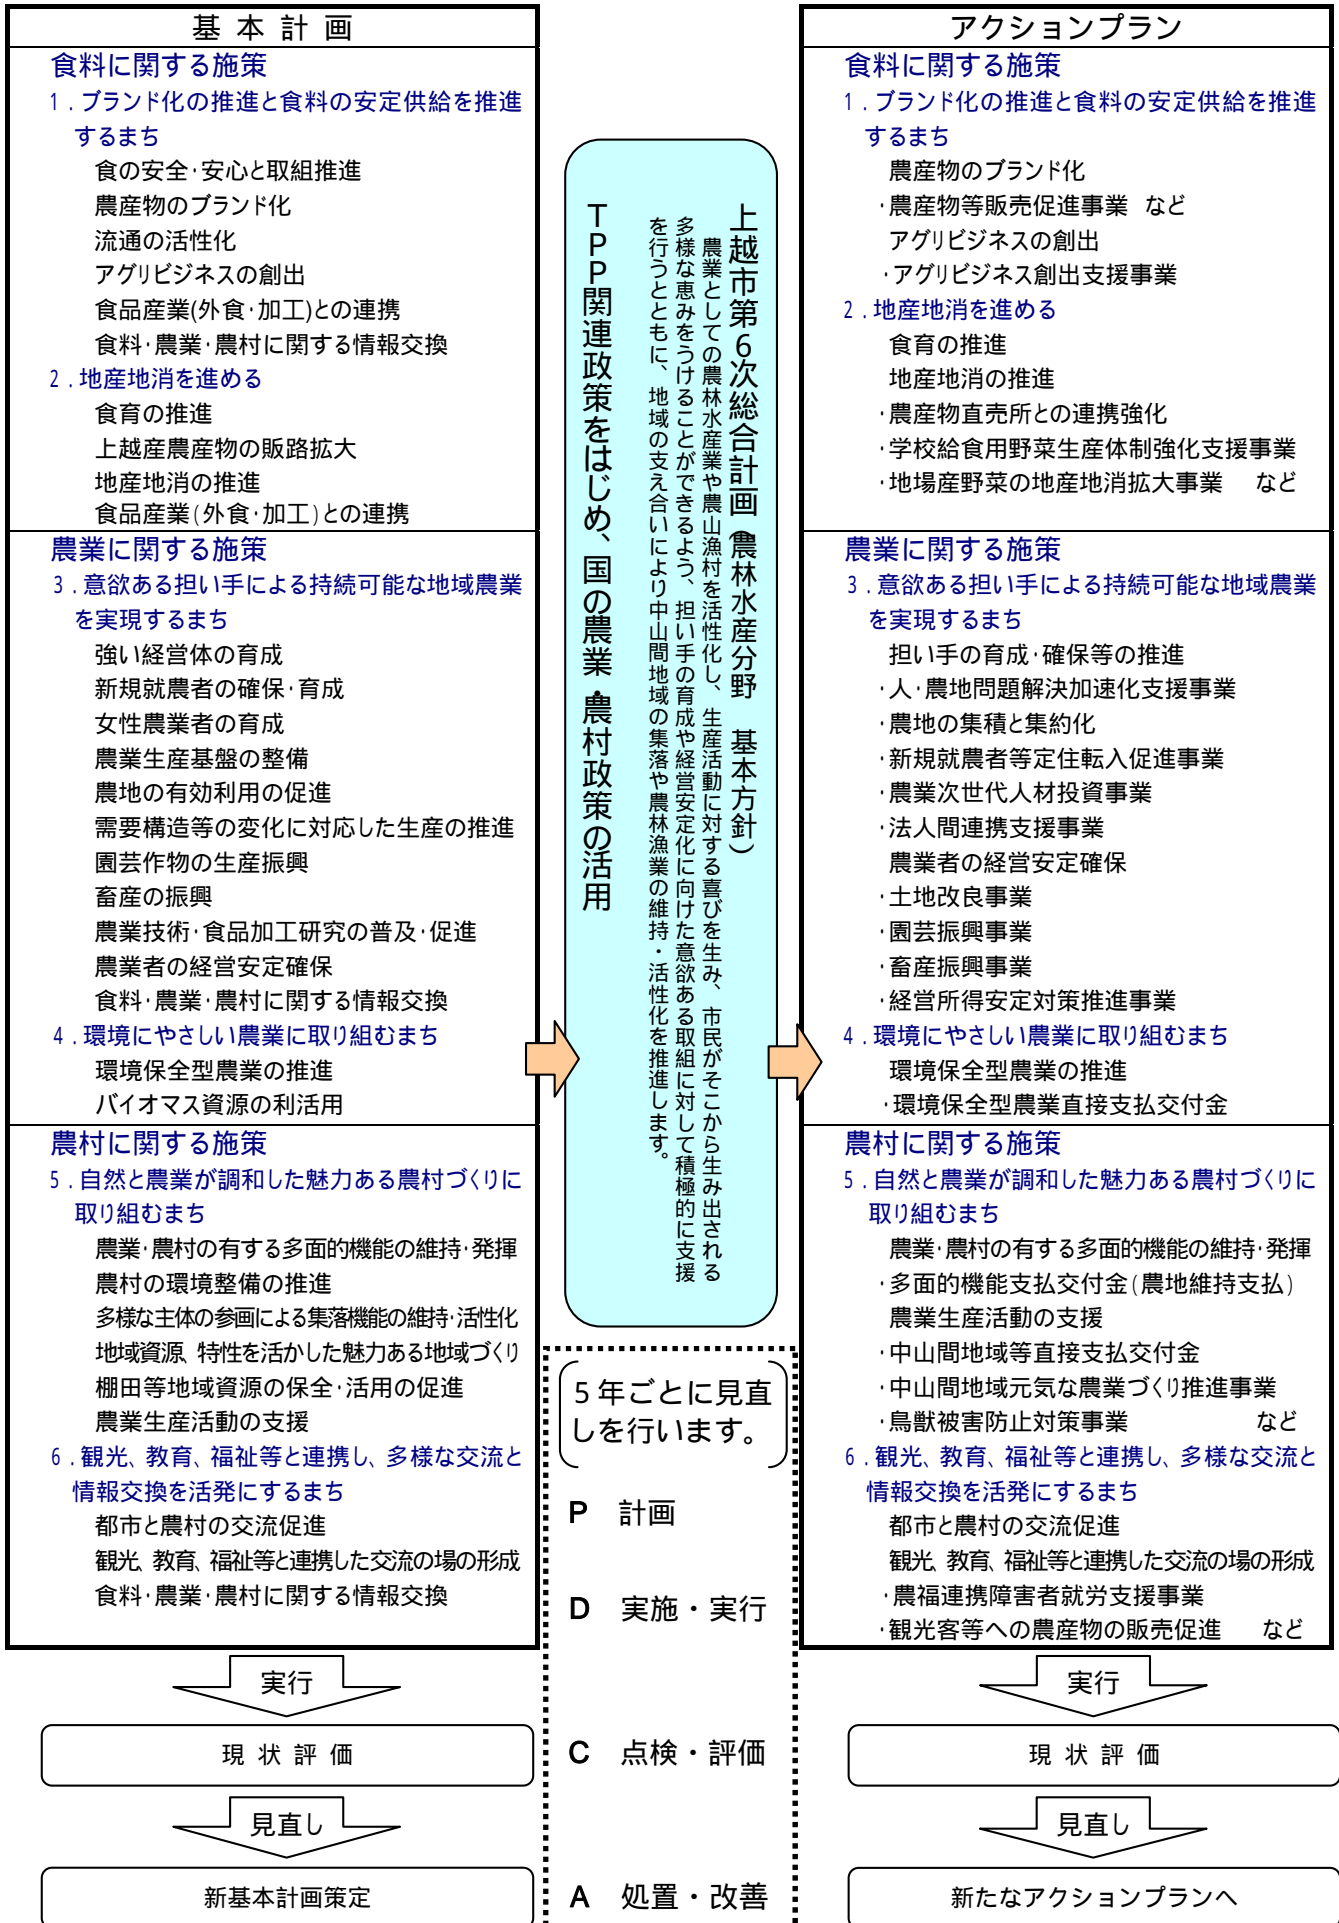 基本計画
食料に関する施策
1．ブランド化の推進と食料の安定供給を推進
するまち
食の安全･安心と取組推進
農産物のブランド化
流通の活性化
アグリビジネスの創出
食品産業(外食･加工)との連携
食料･農業･農村に関する情報交換
2．地産地消を進める
食育の推進
上越産農産物の販路拡大
地産地消の推進
食品産業(外食･加工)との連携
農業に関する施策
3．意欲ある担い手による持続可能な地域農業
を実現するまち
強い経営体の育成
新規就農者の確保･育成
女性農業者の育成
農業生産基盤の整備
農地の有効利用の促進
需要構造等の変化に対応した生産の推進
園芸作物の生産振興
畜産の振興
農業技術･食品加工研究の普及･促進
農業者の経営安定確保
食料･農業･農村に関する情報交換
4．環境にやさしい農業に取り組むまち
環境保全型農業の推進
バイオマス資源の利活用
農村に関する施策
5．自然と農業が調和した魅力ある農村づくりに
取り組むまち
農業･農村の有する多面的機能の維持･発揮
農村の環境整備の推進
多様な主体の参画による集落機能の維持･活性化
地域資源、特性を活かした魅力ある地域づくり
棚田等地域資源の保全･活用の促進
農業生産活動の支援
6．観光、教育、福祉等と連携し、多様な交流と
情報交換を活発にするまち
都市と農村の交流促進
観光、教育、福祉等と連携した交流の場の形成
食料･農業･農村に関する情報交換
実行
現状評価
見直し
新基本計画策定
上越市第6次総合計画（農林水産分野　基本方針）
農業としての農林水産業や農山漁村を活性化し、生産活動に対する喜びを生み、市民がそこから生み出される
多様な恵みをうけることができるよう、担い手の育成や経営安定化に向けた意欲ある取組に対して積極的に支援
を行うとともに、地域の支え合いにより中山間地域の集落や農林漁業の維持・活性化を推進します。
ＴＰＰ関連政策をはじめ、国の農業・農村政策の活用
5年ごとに見直
しを行います。
P　計画
D　実施・実行
C　点検・評価
A　処置・改善
アクションプラン
食料に関する施策
1．ブランド化の推進と食料の安定供給を推進
するまち
農産物のブランド化
･農産物等販売促進事業　など
アグリビジネスの創出
･アグリビジネス創出支援事業
2．地産地消を進める
食育の推進
地産地消の推進
･農産物直売所との連携強化
･学校給食用野菜生産体制強化支援事業
･地場産野菜の地産地消拡大事業　など
農業に関する施策
3．意欲ある担い手による持続可能な地域農業
を実現するまち
担い手の育成･確保等の推進
･人･農地問題解決加速化支援事業
･農地の集積と集約化
･新規就農者等定住転入促進事業
･農業次世代人材投資事業
･法人間連携支援事業
農業者の経営安定確保
･土地改良事業
･園芸振興事業
･畜産振興事業
･経営所得安定対策推進事業
4．環境にやさしい農業に取り組むまち
環境保全型農業の推進
･環境保全型農業直接支払交付金
農村に関する施策
5．自然と農業が調和した魅力ある農村づくりに
取り組むまち
農業･農村の有する多面的機能の維持･発揮
･多面的機能支払交付金(農地維持支払)
農業生産活動の支援
･中山間地域等直接支払交付金
･中山間地域元気な農業づくり推進事業
･鳥獣被害防止対策事業　など
6．観光、教育、福祉等と連携し、多様な交流と
情報交換を活発にするまち
都市と農村の交流促進
観光、教育、福祉等と連携した交流の場の形成
･農福連携障害者就労支援事業
･観光客等への農産物の販売促進　など
実行
現状評価
見直し
新たなアクションプランへ